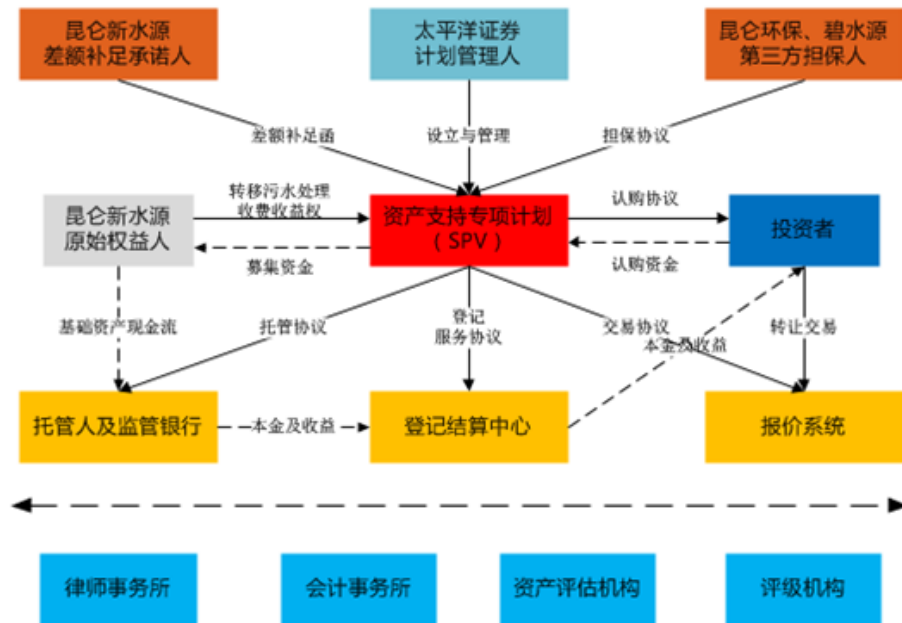 昆仑新水源
差额补足承诺人
太平洋证券
计划管理人
昆仑环保、碧水源
第三方担保人
差额补足函
设立与管理
担保协议
昆仑新水源
原始权益人
转移污水处理
收费收益权
募集资金
资产支持专项计划
（SPV）
认购协议
认购资金
投资者
基础资产现金流
托管协议
登记
服务协议
交易协议
本金及收益
转让交易
托管人及监管银行
本金及收益
登记结算中心
报价系统
律师事务所
会计事务所
资产评估机构
评级机构